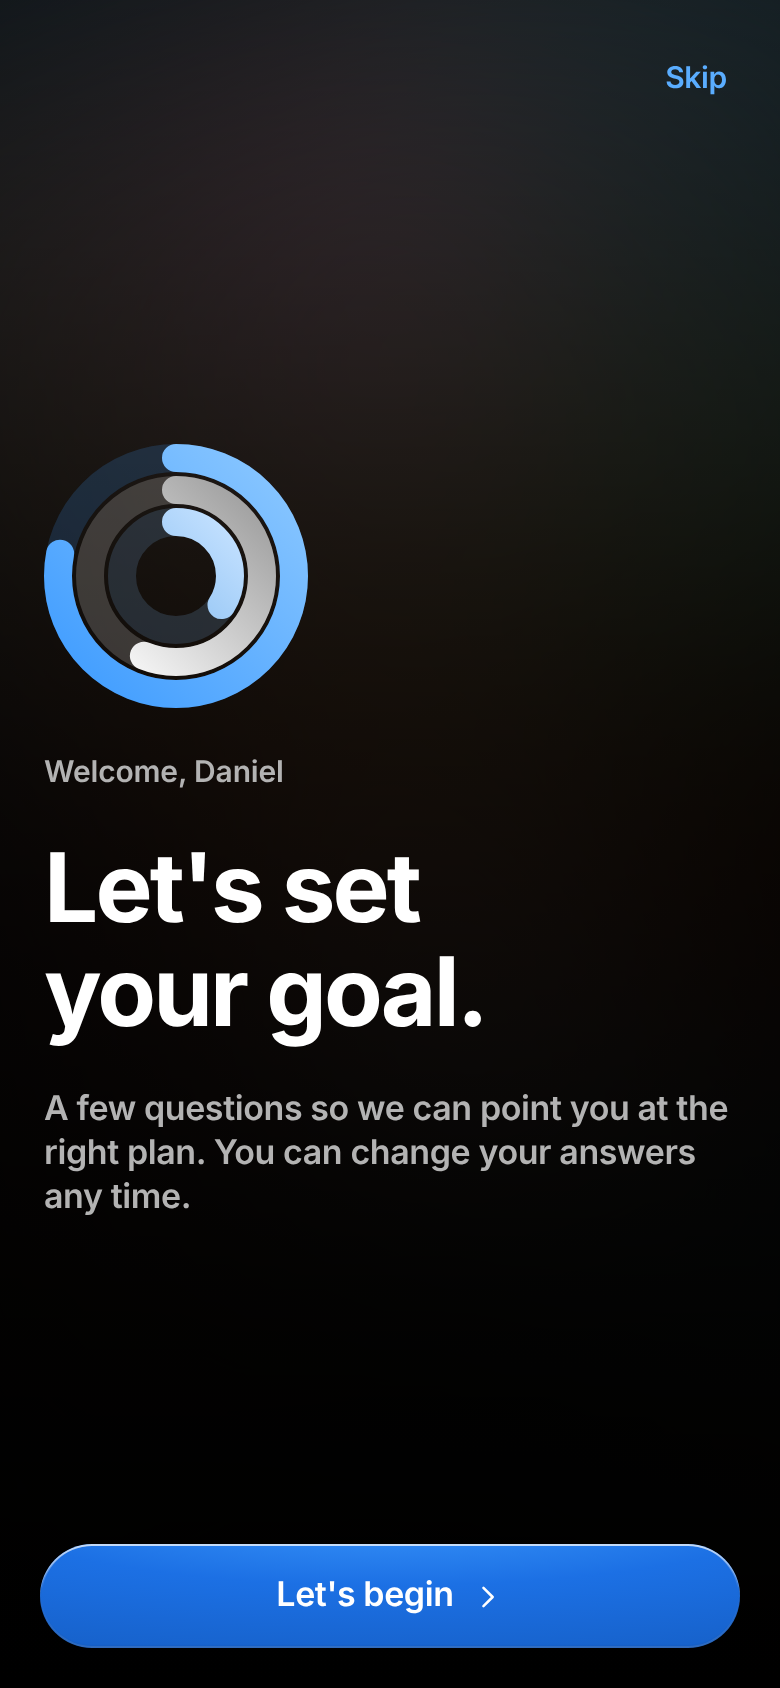 Skip
Welcome, Daniel
Let's set
your goal.
A few questions so we can point you at the
right plan. You can change your answers
any time.
Let's begin